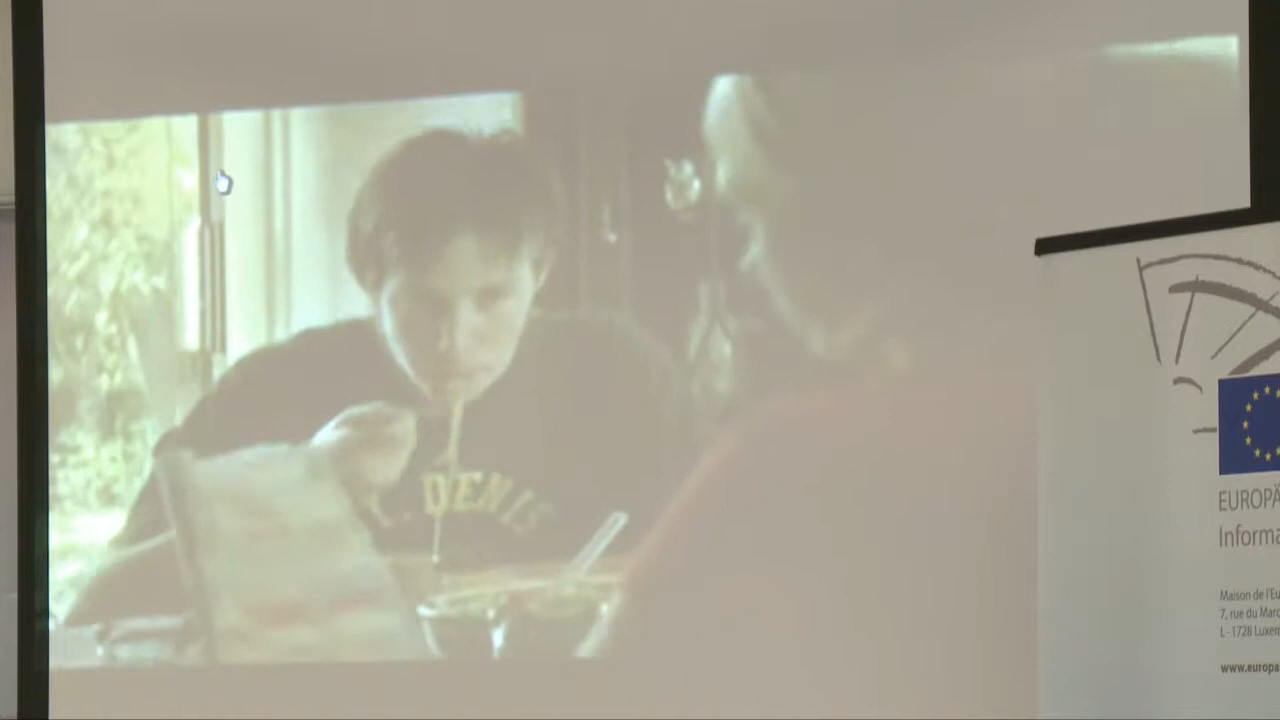 DENIS
EUROPÄ
Informa
Maison de l'Eu
7, rue du Marc
L - 1728 Luxem
www.europa